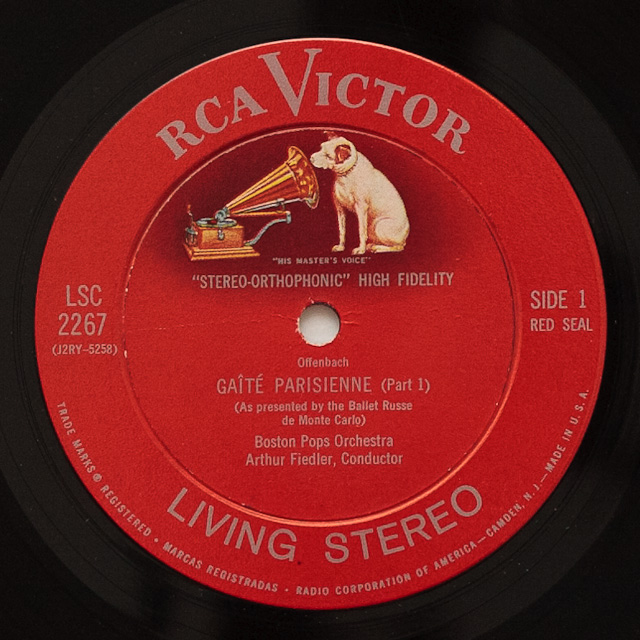 RCA VICTOR
"HIS MASTER'S VOICE"
"STEREO-ORTHOPHONIC" HIGH FIDELITY
LSC
2267
(J2RY-5258)
SIDE 1
RED SEAL
Offenbach
GAÎTÉ PARISIENNE (Part 1)
(As presented by the Ballet Russe
de Monte Carlo)
Boston Pops Orchestra
Arthur Fiedler, Conductor
LIVING STEREO
TRADE MARKS ® REGISTERED • MARCAS REGISTRADAS • RADIO CORPORATION OF AMERICA—CAMDEN, N. J.—MADE IN U. S. A.